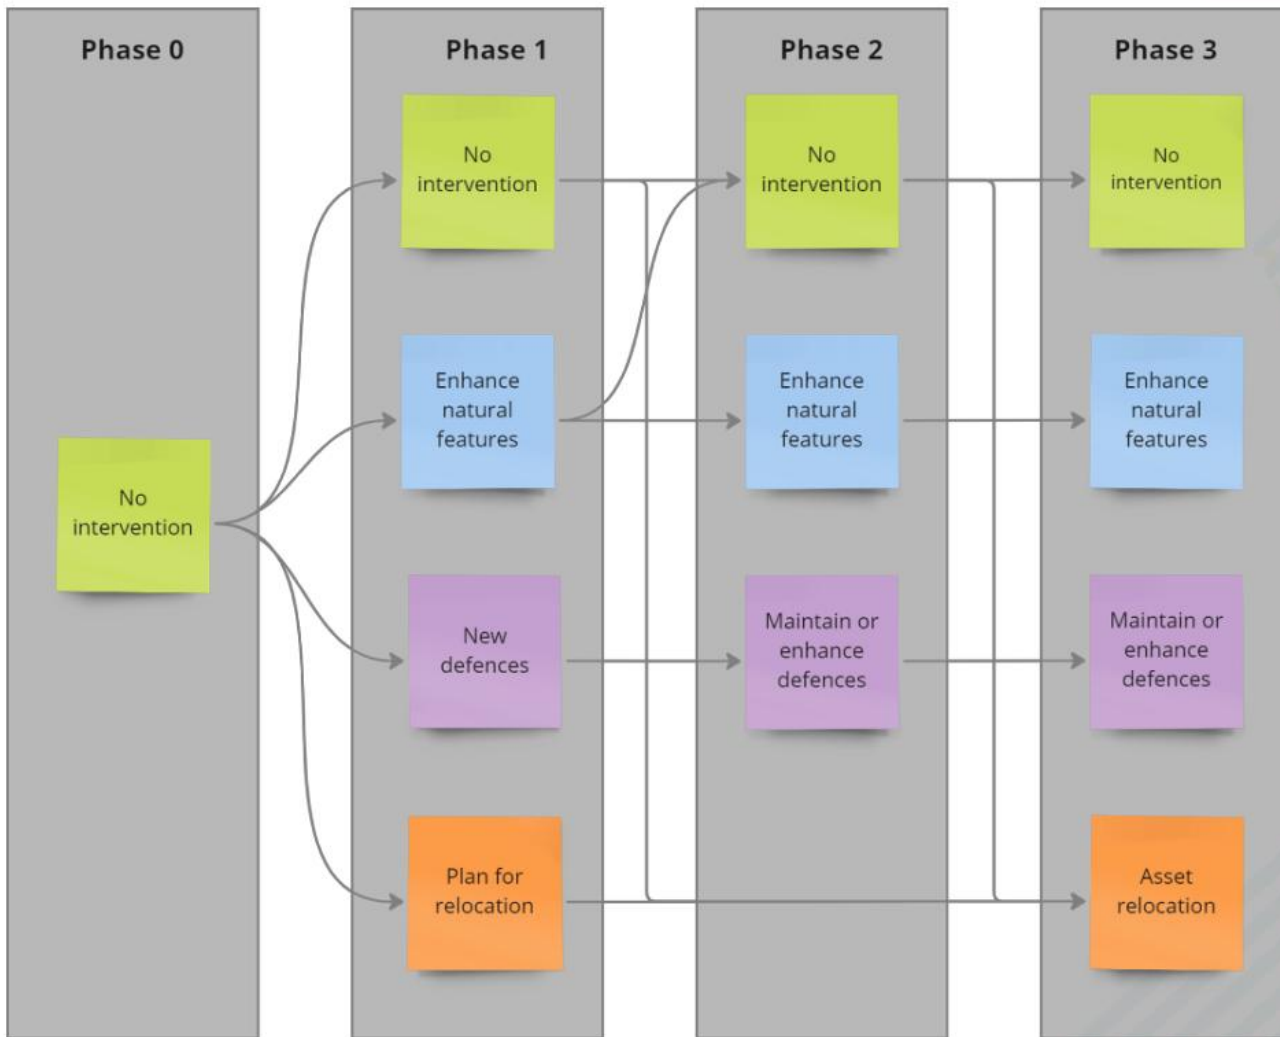 Phase 0
No
intervention
Phase 1
No
intervention
Enhance
natural
features
New
defences
Plan for
relocation
Phase 2
No
intervention
Enhance
natural
features
Maintain or
enhance
defences
Phase 3
No
intervention
Enhance
natural
features
Maintain or
enhance
defences
Asset
relocation